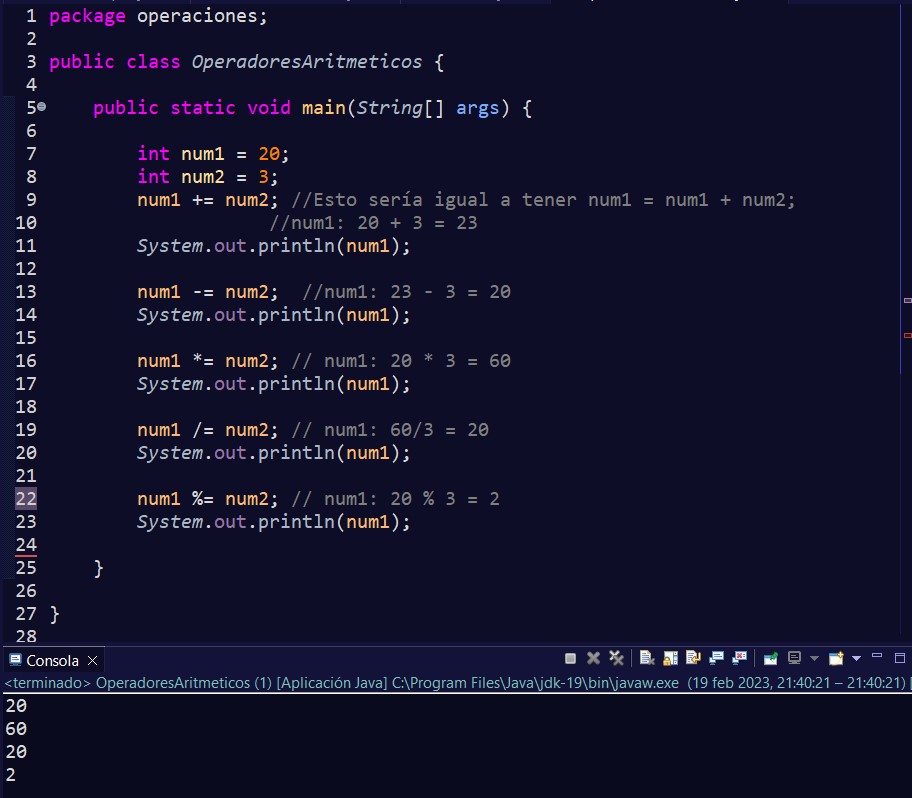 1 package operaciones;
2
3 public class OperadoresAritmeticos {
4
5 public static void main(String[] args) {
6
7 int num1 = 20;
8 int num2 = 3;
9 num1 += num2; //Esto sería igual a tener num1 = num1 + num2;
10 //num1: 20 + 3 = 23
11 System.out.println(num1);
12
13 num1 -= num2; //num1: 23 - 3 = 20
14 System.out.println(num1);
15
16 num1 *= num2; // num1: 20 * 3 = 60
17 System.out.println(num1);
18
19 num1 /= num2; // num1: 60/3 = 20
20 System.out.println(num1);
21
22 num1 %= num2; // num1: 20 % 3 = 2
23 System.out.println(num1);
24
25 }
26
27 }
28
Consola
<terminado> OperadoresAritmeticos (1) [Aplicación Java] C:\Program Files\Java\jdk-19\bin\javaw.exe (19 feb 2023, 21:40:21 – 21:40:21) [
20
60
20
2